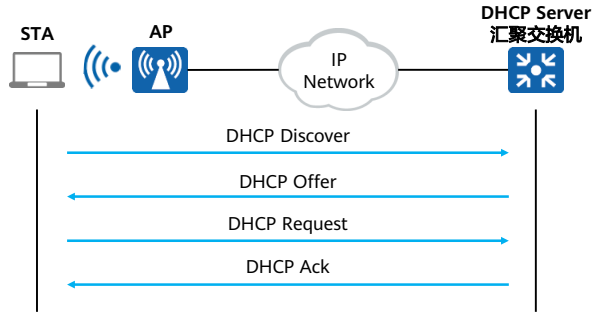 DHCP Server
汇聚交换机
STA
AP
IP
Network
DHCP Discover
DHCP Offer
DHCP Request
DHCP Ack